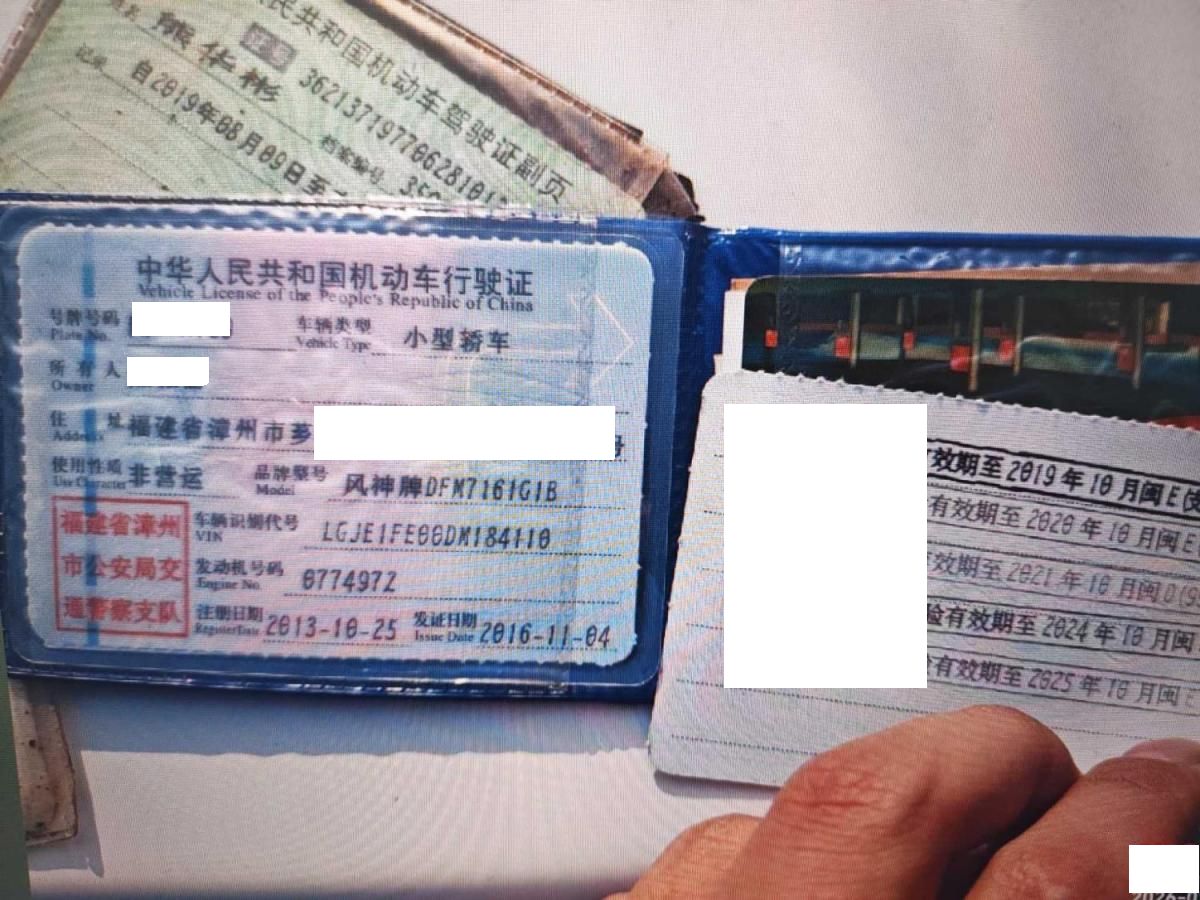 民共和国机动车驾驶证副页
姓名 熊华彬
证号
档案编号 350
记录 自2019年08月09日至
中华人民共和国机动车行驶证
Vehicle License of the People's Republic of China
号牌号码 Plate No.
车辆类型 Vehicle Type 小型轿车
所有人 Owner
住址 Address 福建省漳州市芗
使用性质 Use Character 非营运
品牌型号 Model 风神牌DFM7161G1B
福建省漳州
市公安局交
通警察支队
车辆识别代号 VIN LGJE1FE00DM184110
发动机号码 Engine No. 0774972
注册日期 Register Date 2013-10-25
发证日期 Issue Date 2016-11-04
效期至2019年10月闽E
有效期至2020年10月闽E
效期至2021年10月闽D
验有效期至2024年10月闽
有效期至2025年10月闽